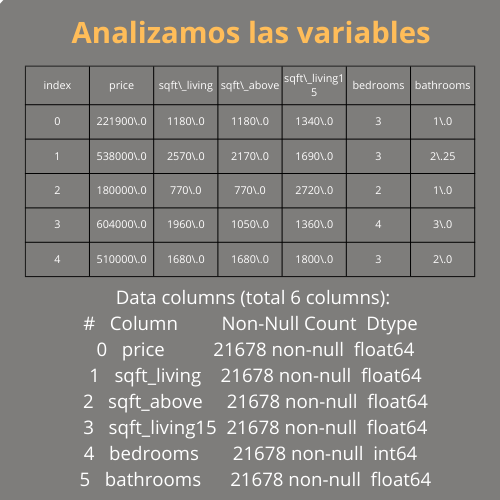 Analizamos las variables
index price sqft\_living sqft\_above sqft\_living15 bedrooms bathrooms
0 221900\.0 1180\.0 1180\.0 1340\.0 3 1\.0
1 538000\.0 2570\.0 2170\.0 1690\.0 3 2\.25
2 180000\.0 770\.0 770\.0 2720\.0 2 1\.0
3 604000\.0 1960\.0 1050\.0 1360\.0 4 3\.0
4 510000\.0 1680\.0 1680\.0 1800\.0 3 2\.0
Data columns (total 6 columns):
# Column Non-Null Count Dtype
0 price 21678 non-null float64
1 sqft_living 21678 non-null float64
2 sqft_above 21678 non-null float64
3 sqft_living15 21678 non-null float64
4 bedrooms 21678 non-null int64
5 bathrooms 21678 non-null float64